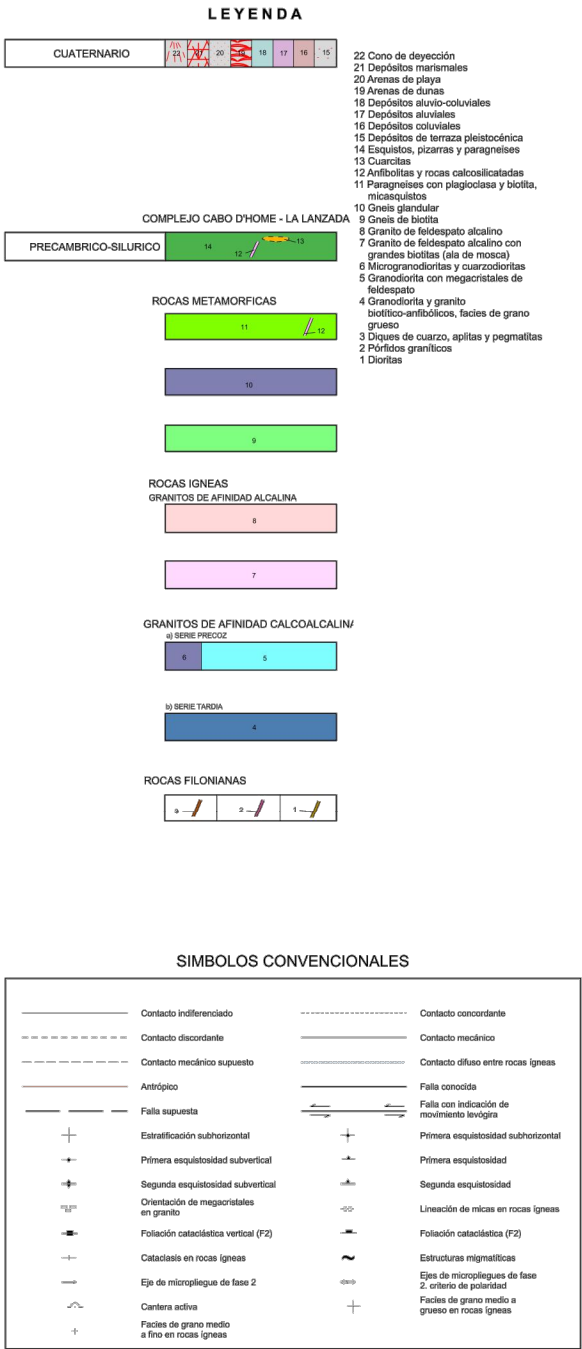 LEYENDA
CUATERNARIO
22 21 20 19 18 17 16 15
22 Cono de deyección
21 Depósitos marismales
20 Arenas de playa
19 Arenas de dunas
18 Depósitos aluvio-coluviales
17 Depósitos aluviales
16 Depósitos coluviales
15 Depósitos de terraza pleistocénica
14 Esquistos, pizarras y paragneises
13 Cuarcitas
12 Anfibolitas y rocas calcosilicatadas
11 Paragneises con plagioclasa y biotita,
micasquistos
10 Gneis glandular
9 Gneis de biotita
8 Granito de feldespato alcalino
7 Granito de feldespato alcalino con
grandes biotitas (ala de mosca)
6 Microgranodioritas y cuarzodioritas
5 Granodiorita con megacristales de
feldespato
4 Granodiorita y granito
biotítico-anfibólicos, facies de grano
grueso
3 Diques de cuarzo, aplitas y pegmatitas
2 Pórfidos graníticos
1 Dioritas
COMPLEJO CABO D'HOME - LA LANZADA
PRECAMBRICO-SILURICO
14 12 13
ROCAS METAMORFICAS
11 12
10
9
ROCAS IGNEAS
GRANITOS DE AFINIDAD ALCALINA
8
7
GRANITOS DE AFINIDAD CALCOALCALINA
a) SERIE PRECOZ
6 5
b) SERIE TARDIA
4
ROCAS FILONIANAS
3 2 1
SIMBOLOS CONVENCIONALES
Contacto indiferenciado
Contacto concordante
Contacto discordante
Contacto mecánico
Contacto mecánico supuesto
Contacto difuso entre rocas ígneas
Antrópico
Falla conocida
Falla supuesta
Falla con indicación de
movimiento levógira
Estratificación subhorizontal
Primera esquistosidad subhorizontal
Primera esquistosidad subvertical
Primera esquistosidad
Segunda esquistosidad subvertical
Segunda esquistosidad
Orientación de megacristales
en granito
Lineación de micas en rocas ígneas
Foliación cataclástica vertical (F2)
Foliación cataclástica (F2)
Cataclasis en rocas ígneas
Estructuras migmatíticas
Eje de micropliegue de fase 2
Ejes de micropliegues de fase
2. criterio de polaridad
Cantera activa
Facies de grano medio a
grueso en rocas ígneas
Facies de grano medio
a fino en rocas ígneas